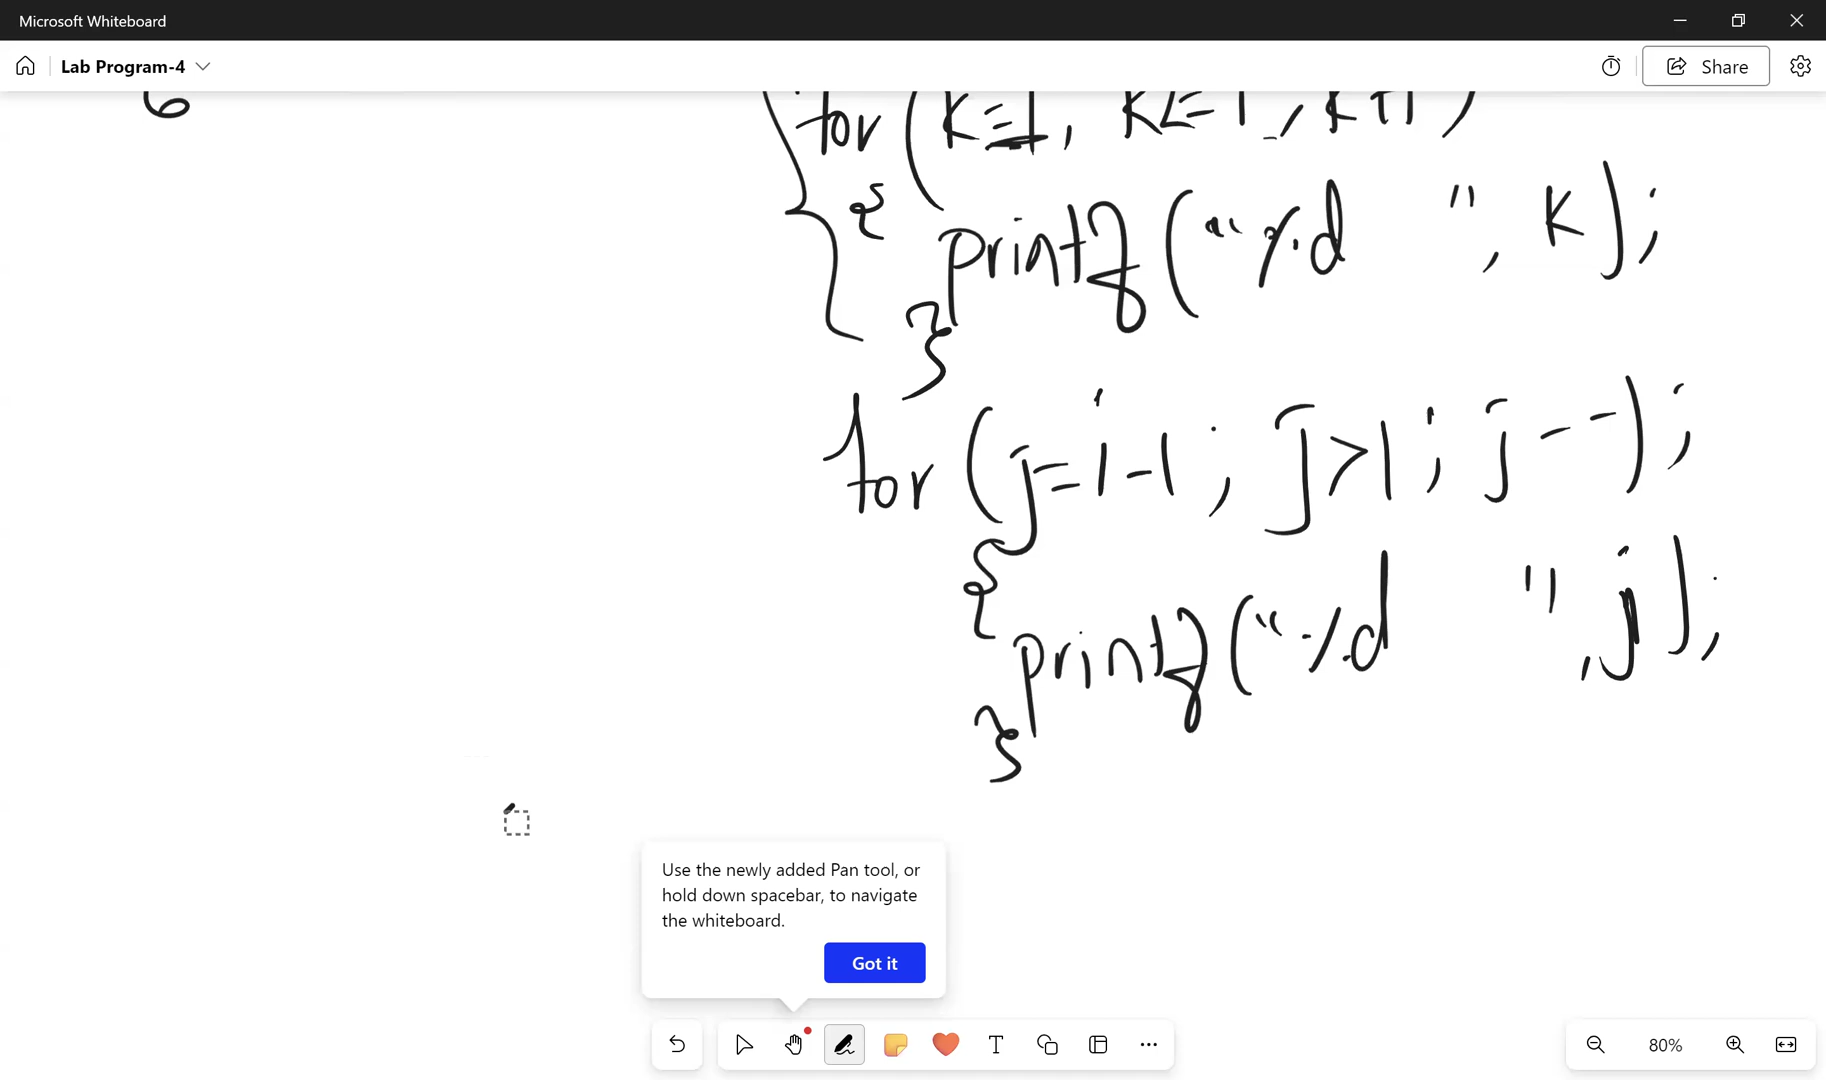 Microsoft Whiteboard
Lab Program-4
Share
6
for (k=1,
{
printf("%d ", k);
}
for (j=i-1; j>1; j--);
{
printf("%d ",j);
}
Use the newly added Pan tool, or
hold down spacebar, to navigate
the whiteboard.
Got it
T
80%